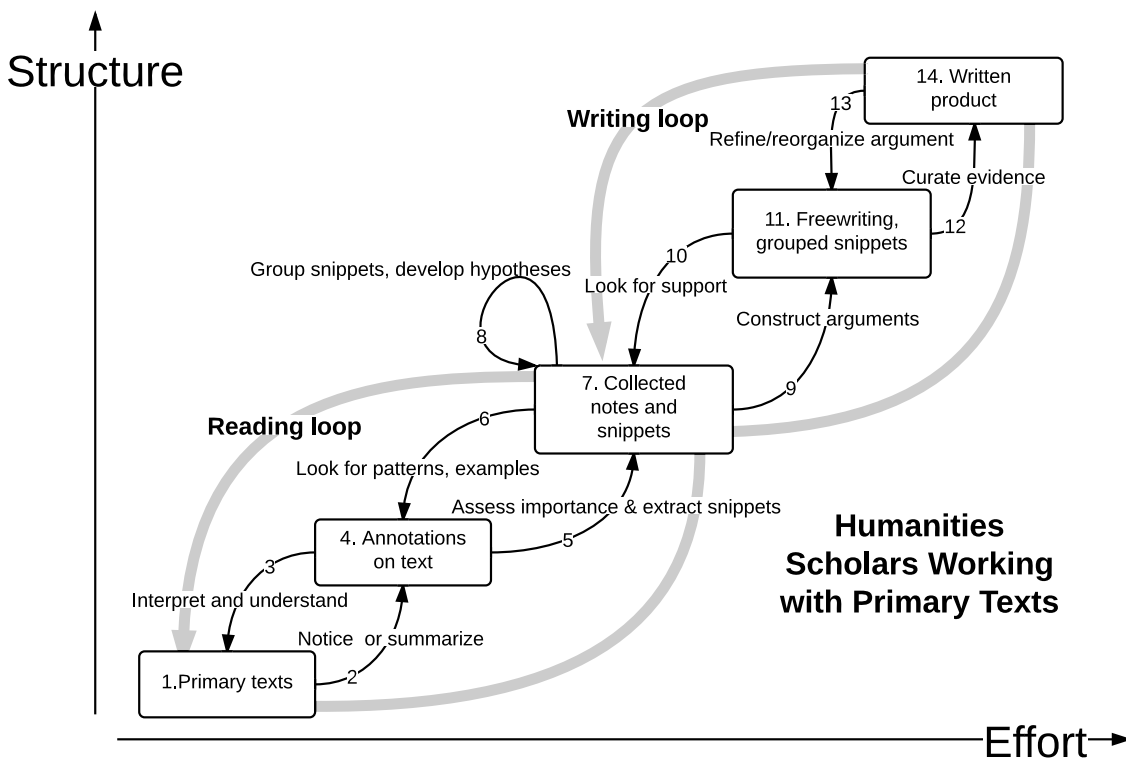 Structure
14. Written
product
13
Writing loop
Refine/reorganize argument
Curate evidence
11. Freewriting,
grouped snippets
12
10
Group snippets, develop hypotheses
Look for support
Construct arguments
8
7. Collected
notes and
snippets
9
6
Reading loop
Look for patterns, examples
Assess importance & extract snippets
Humanities
Scholars Working
with Primary Texts
4. Annotations
on text
5
3
Interpret and understand
Notice or summarize
1.Primary texts
2
Effort